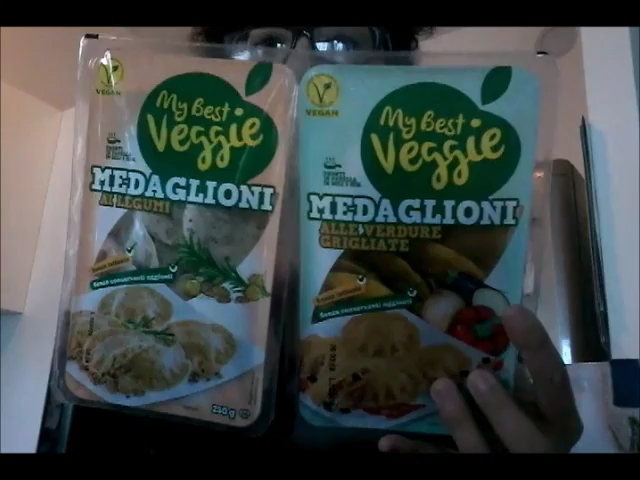 VEGAN
My Best
Veggie
MEDAGLIONI
AI LEGUMI
Senza conservanti aggiunti
250 g
VEGAN
My Best
Veggie
MEDAGLIONI
ALLE VERDURE
GRIGLIATE
Senza conservanti aggiunti